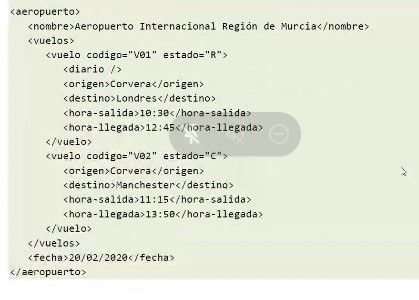 <aeropuerto>
<nombre>Aeropuerto Internacional Región de Murcia</nombre>
<vuelos>
<vuelo codigo="V01" estado="R">
<diario />
<origen>Corvera</origen>
<destino>Londres</destino>
<hora-salida>10:30</hora-salida>
<hora-llegada>12:45</hora-llegada>
</vuelo>
<vuelo codigo="V02" estado="C">
<origen>Corvera</origen>
<destino>Manchester</destino>
<hora-salida>11:15</hora-salida>
<hora-llegada>13:50</hora-llegada>
</vuelo>
</vuelos>
<fecha>20/02/2020</fecha>
</aeropuerto>